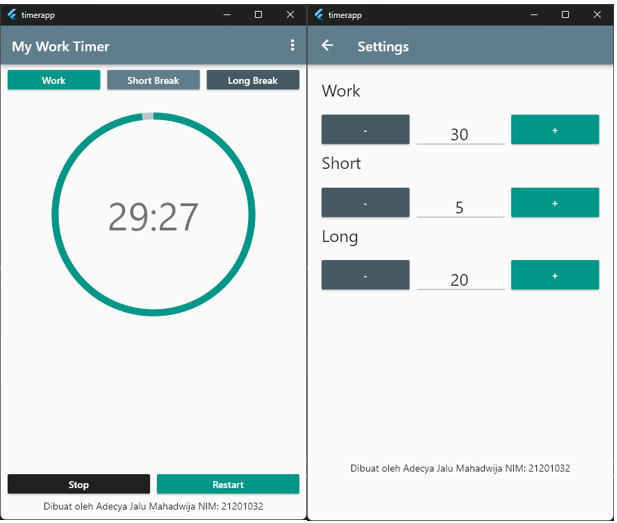 timerapp
My Work Timer
Work Short Break Long Break
29:27
Stop Restart
Dibuat oleh Adecya Jalu Mahadwija NIM: 21201032
timerapp
Settings
Work
- 30 +
Short
- 5 +
Long
- 20 +
Dibuat oleh Adecya Jalu Mahadwija NIM: 21201032